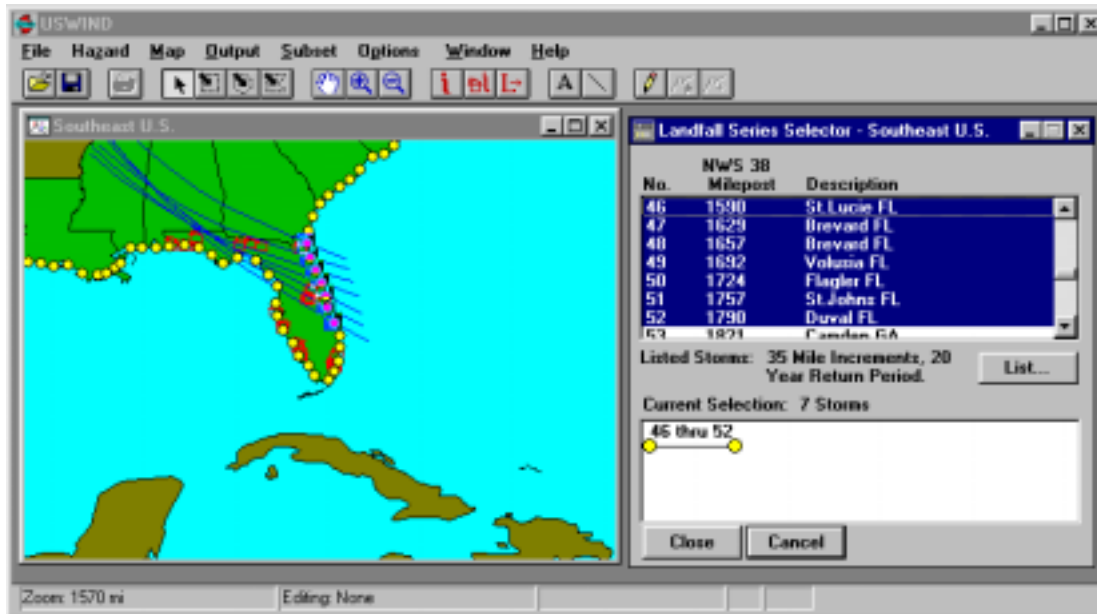 USWIND
File Hazard Map Output Subset Options Window Help
A
Southeast U.S.
Landfall Series Selector - Southeast U.S.
NWS 38
No. Milepost Description
46 1590 St.Lucie FL
47 1629 Brevard FL
48 1657 Brevard FL
49 1692 Volusia FL
50 1724 Flagler FL
51 1757 St.Johns FL
52 1790 Duval FL
53 1821 Camden GA
Listed Storms: 35 Mile Increments, 20
Year Return Period.
List...
Current Selection: 7 Storms
46 thru 52
Close Cancel
Zoom: 1570 mi Editing: None